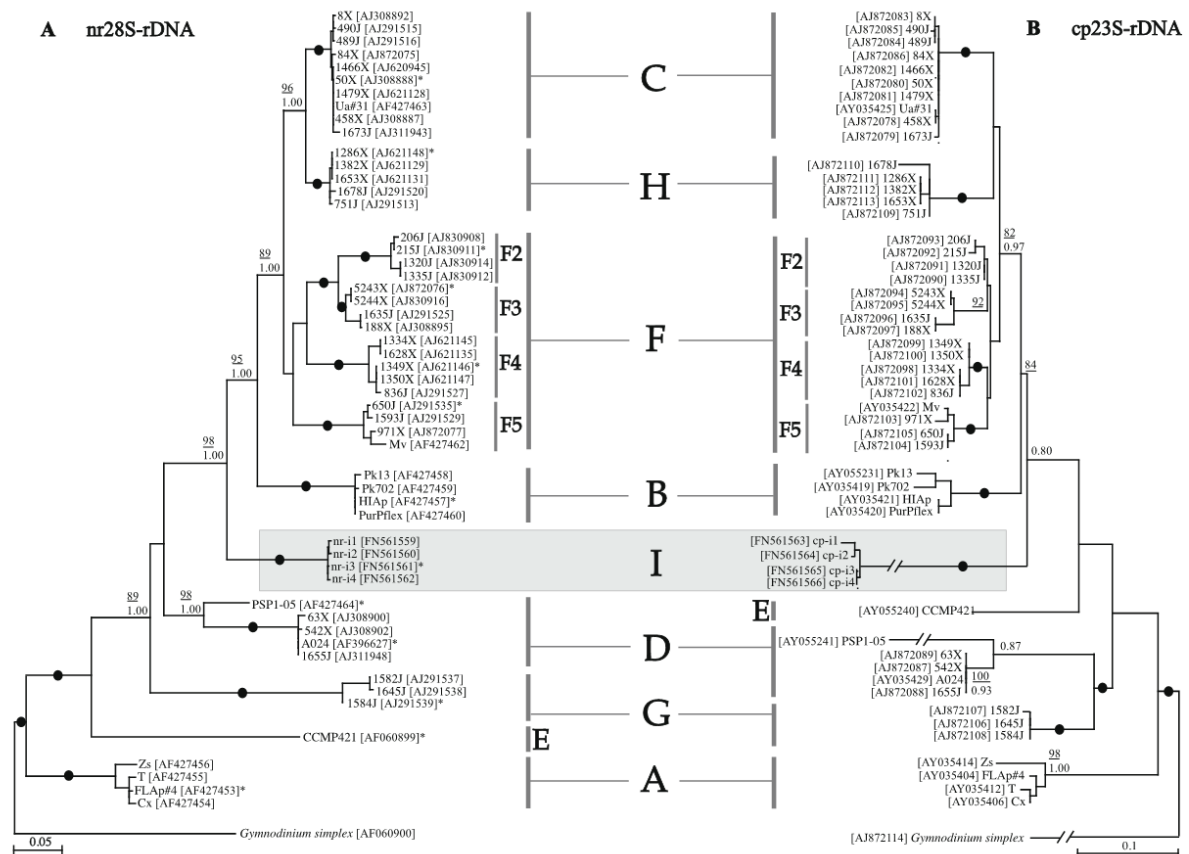 A nr28S-rDNA
B cp23S-rDNA
8X [AJ308892]
490J [AJ291515]
489J [AJ291516]
84X [AJ872075]
1466X [AJ620945]
50X [AJ308888]*
1479X [AJ621128]
Ua#31 [AF427463]
458X [AJ308887]
1673J [AJ311943]
96
1.00
1286X [AJ621148]*
1382X [AJ621129]
1653X [AJ621131]
1678J [AJ291520]
751J [AJ291513]
89
1.00
206J [AJ830908]
215J [AJ830911]*
1320J [AJ830914]
1335J [AJ830912]
5243X [AJ872076]*
5244X [AJ830916]
1635J [AJ291525]
188X [AJ308895]
1334X [AJ621145]
1628X [AJ621135]
1349X [AJ621146]*
1350X [AJ621147]
836J [AJ291527]
650J [AJ291535]*
1593J [AJ291529]
971X [AJ872077]
Mv [AF427462]
95
1.00
Pk13 [AF427458]
Pk702 [AF427459]
HIAp [AF427457]*
PurPflex [AF427460]
98
1.00
nr-i1 [FN561559]
nr-i2 [FN561560]
nr-i3 [FN561561]*
nr-i4 [FN561562]
89
1.00
98
1.00
PSP1-05 [AF427464]*
63X [AJ308900]
542X [AJ308902]
A024 [AF396627]*
1655J [AJ311948]
1582J [AJ291537]
1645J [AJ291538]
1584J [AJ291539]*
CCMP421 [AF060899]*
Zs [AF427456]
T [AF427455]
FLAp#4 [AF427453]*
Cx [AF427454]
Gymnodinium simplex [AF060900]
0.05
C
H
F2
F3
F4
F5
F
F2
F3
F4
F5
B
I
E
D
G
E
A
[AJ872083] 8X
[AJ872085] 490J
[AJ872084] 489J
[AJ872086] 84X
[AJ872082] 1466X
[AJ872080] 50X
[AJ872081] 1479X
[AY035425] Ua#31
[AJ872078] 458X
[AJ872079] 1673J
[AJ872110] 1678J
[AJ872111] 1286X
[AJ872112] 1382X
[AJ872113] 1653X
[AJ872109] 751J
82
0.97
[AJ872093] 206J
[AJ872092] 215J
[AJ872091] 1320J
[AJ872090] 1335J
[AJ872094] 5243X
[AJ872095] 5244X
92
[AJ872096] 1635J
[AJ872097] 188X
[AJ872099] 1349X
[AJ872100] 1350X
[AJ872098] 1334X
[AJ872101] 1628X
[AJ872102] 836J
84
0.80
[AY035422] Mv
[AJ872103] 971X
[AJ872105] 650J
[AJ872104] 1593J
[AY055231] Pk13
[AY035419] Pk702
[AY035421] HIAp
[AY035420] PurPflex
[FN561563] cp-i1
[FN561564] cp-i2
[FN561565] cp-i3
[FN561566] cp-i4
[AY055240] CCMP421
[AY055241] PSP1-05
0.87
[AJ872089] 63X
[AJ872087] 542X
[AY035429] A024
[AJ872088] 1655J
100
0.93
[AJ872107] 1582J
[AJ872106] 1645J
[AJ872108] 1584J
98
1.00
[AY035414] Zs
[AY035404] FLAp#4
[AY035412] T
[AY035406] Cx
[AJ872114] Gymnodinium simplex
0.1